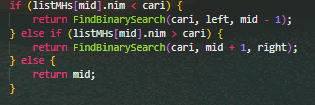 if (listMHs[mid].nim < cari) {
    return FindBinarySearch(cari, left, mid - 1);
} else if (listMHs[mid].nim > cari) {
    return FindBinarySearch(cari, mid + 1, right);
} else {
    return mid;
}